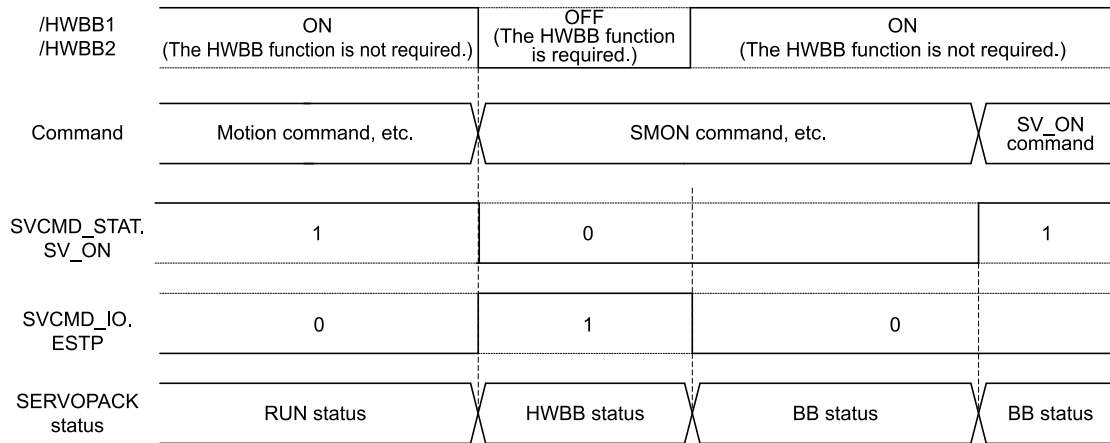 /HWBB1
/HWBB2
ON
(The HWBB function is not required.)
OFF
(The HWBB function
is required.)
ON
(The HWBB function is not required.)
Command
Motion command, etc.
SMON command, etc.
SV_ON
command
SVCMD_STAT.
SV_ON
1
0
1
SVCMD_IO.
ESTP
0
1
0
SERVOPACK
status
RUN status
HWBB status
BB status
BB status